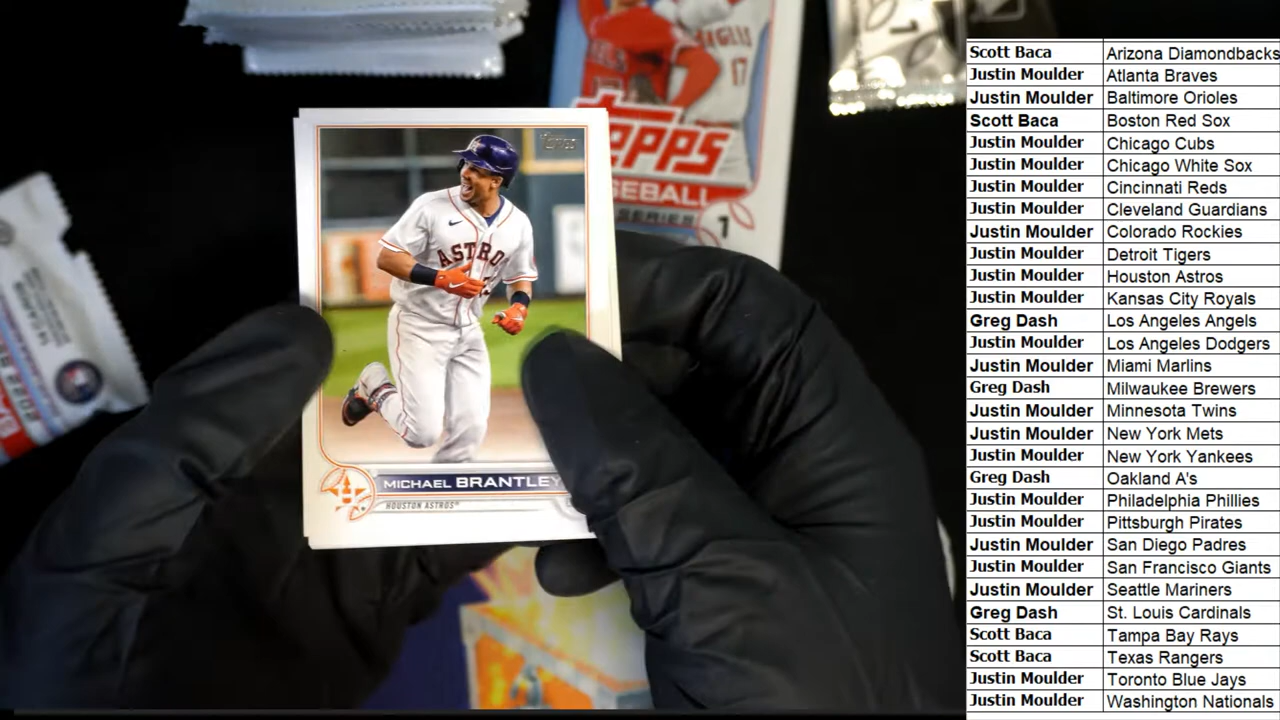 ANGELS
17
TOPPS
BASEBALL
SERIES 1
TOPPS
ASTRO
MICHAEL BRANTLEY
HOUSTON ASTROS
Scott Baca Arizona Diamondbacks
Justin Moulder Atlanta Braves
Justin Moulder Baltimore Orioles
Scott Baca Boston Red Sox
Justin Moulder Chicago Cubs
Justin Moulder Chicago White Sox
Justin Moulder Cincinnati Reds
Justin Moulder Cleveland Guardians
Justin Moulder Colorado Rockies
Justin Moulder Detroit Tigers
Justin Moulder Houston Astros
Justin Moulder Kansas City Royals
Greg Dash Los Angeles Angels
Justin Moulder Los Angeles Dodgers
Justin Moulder Miami Marlins
Greg Dash Milwaukee Brewers
Justin Moulder Minnesota Twins
Justin Moulder New York Mets
Justin Moulder New York Yankees
Greg Dash Oakland A's
Justin Moulder Philadelphia Phillies
Justin Moulder Pittsburgh Pirates
Justin Moulder San Diego Padres
Justin Moulder San Francisco Giants
Justin Moulder Seattle Mariners
Greg Dash St. Louis Cardinals
Scott Baca Tampa Bay Rays
Scott Baca Texas Rangers
Justin Moulder Toronto Blue Jays
Justin Moulder Washington Nationals